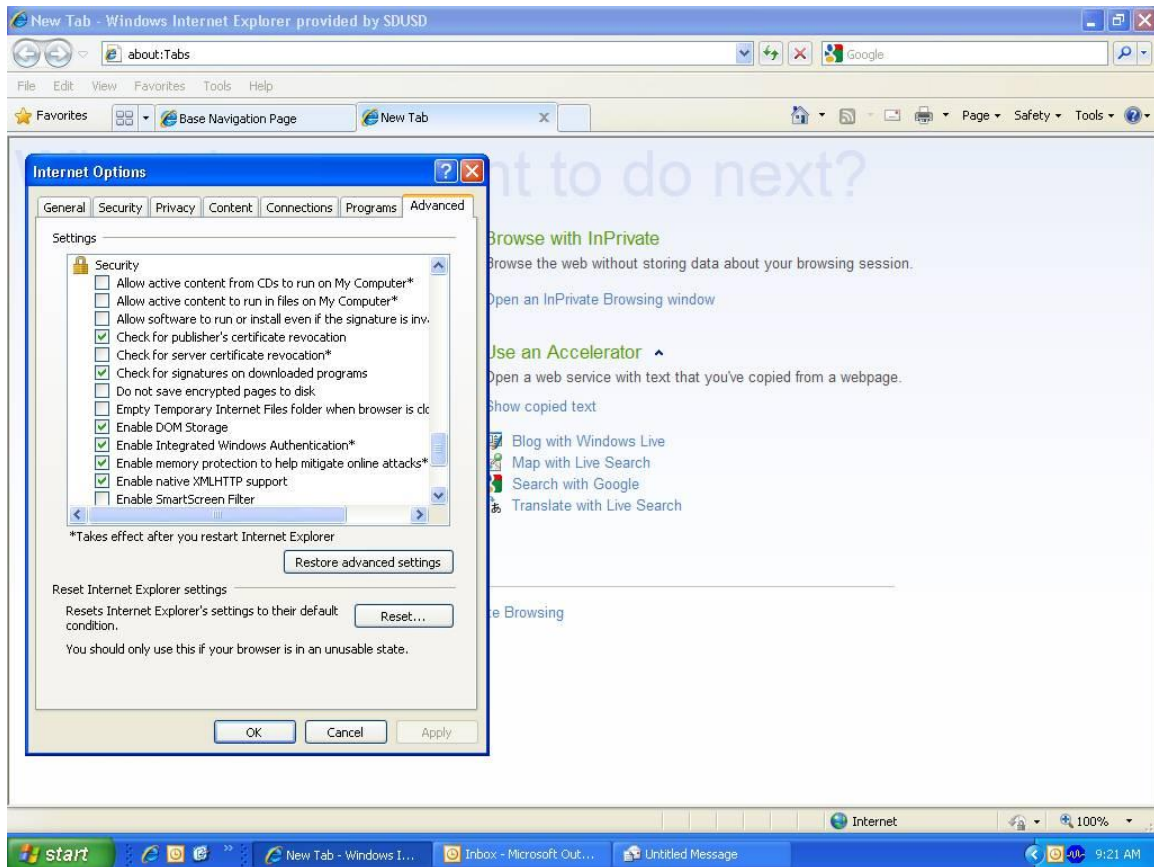 New Tab - Windows Internet Explorer provided by SDUSD
about:Tabs
Google
File Edit View Favorites Tools Help
Favorites
Base Navigation Page
New Tab
Page
Safety
Tools
nt to do next?
Internet Options
General Security Privacy Content Connections Programs Advanced
Settings
Security
Allow active content from CDs to run on My Computer*
Allow active content to run in files on My Computer*
Allow software to run or install even if the signature is inv
Check for publisher's certificate revocation
Check for server certificate revocation*
Check for signatures on downloaded programs
Do not save encrypted pages to disk
Empty Temporary Internet Files folder when browser is clo
Enable DOM Storage
Enable Integrated Windows Authentication*
Enable memory protection to help mitigate online attacks*
Enable native XMLHTTP support
Enable SmartScreen Filter
*Takes effect after you restart Internet Explorer
Restore advanced settings
Reset Internet Explorer settings
Resets Internet Explorer's settings to their default
condition.
Reset...
You should only use this if your browser is in an unusable state.
OK
Cancel
Apply
Browse with InPrivate
Browse the web without storing data about your browsing session.
Open an InPrivate Browsing window
Use an Accelerator
Open a web service with text that you've copied from a webpage.
Show copied text
Blog with Windows Live
Map with Live Search
Search with Google
Translate with Live Search
te Browsing
Internet
100%
start
New Tab - Windows I...
Inbox - Microsoft Out...
Untitled Message
9:21 AM